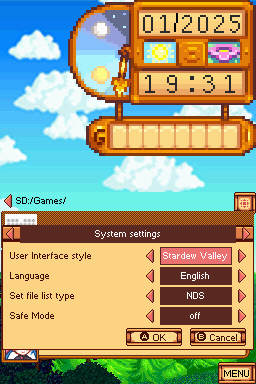 01/2025
19:31
SD:/Games/
System settings
User Interface style Stardew Valley
Language English
Set file list type NDS
Safe Mode off
A OK B Cancel
MENU